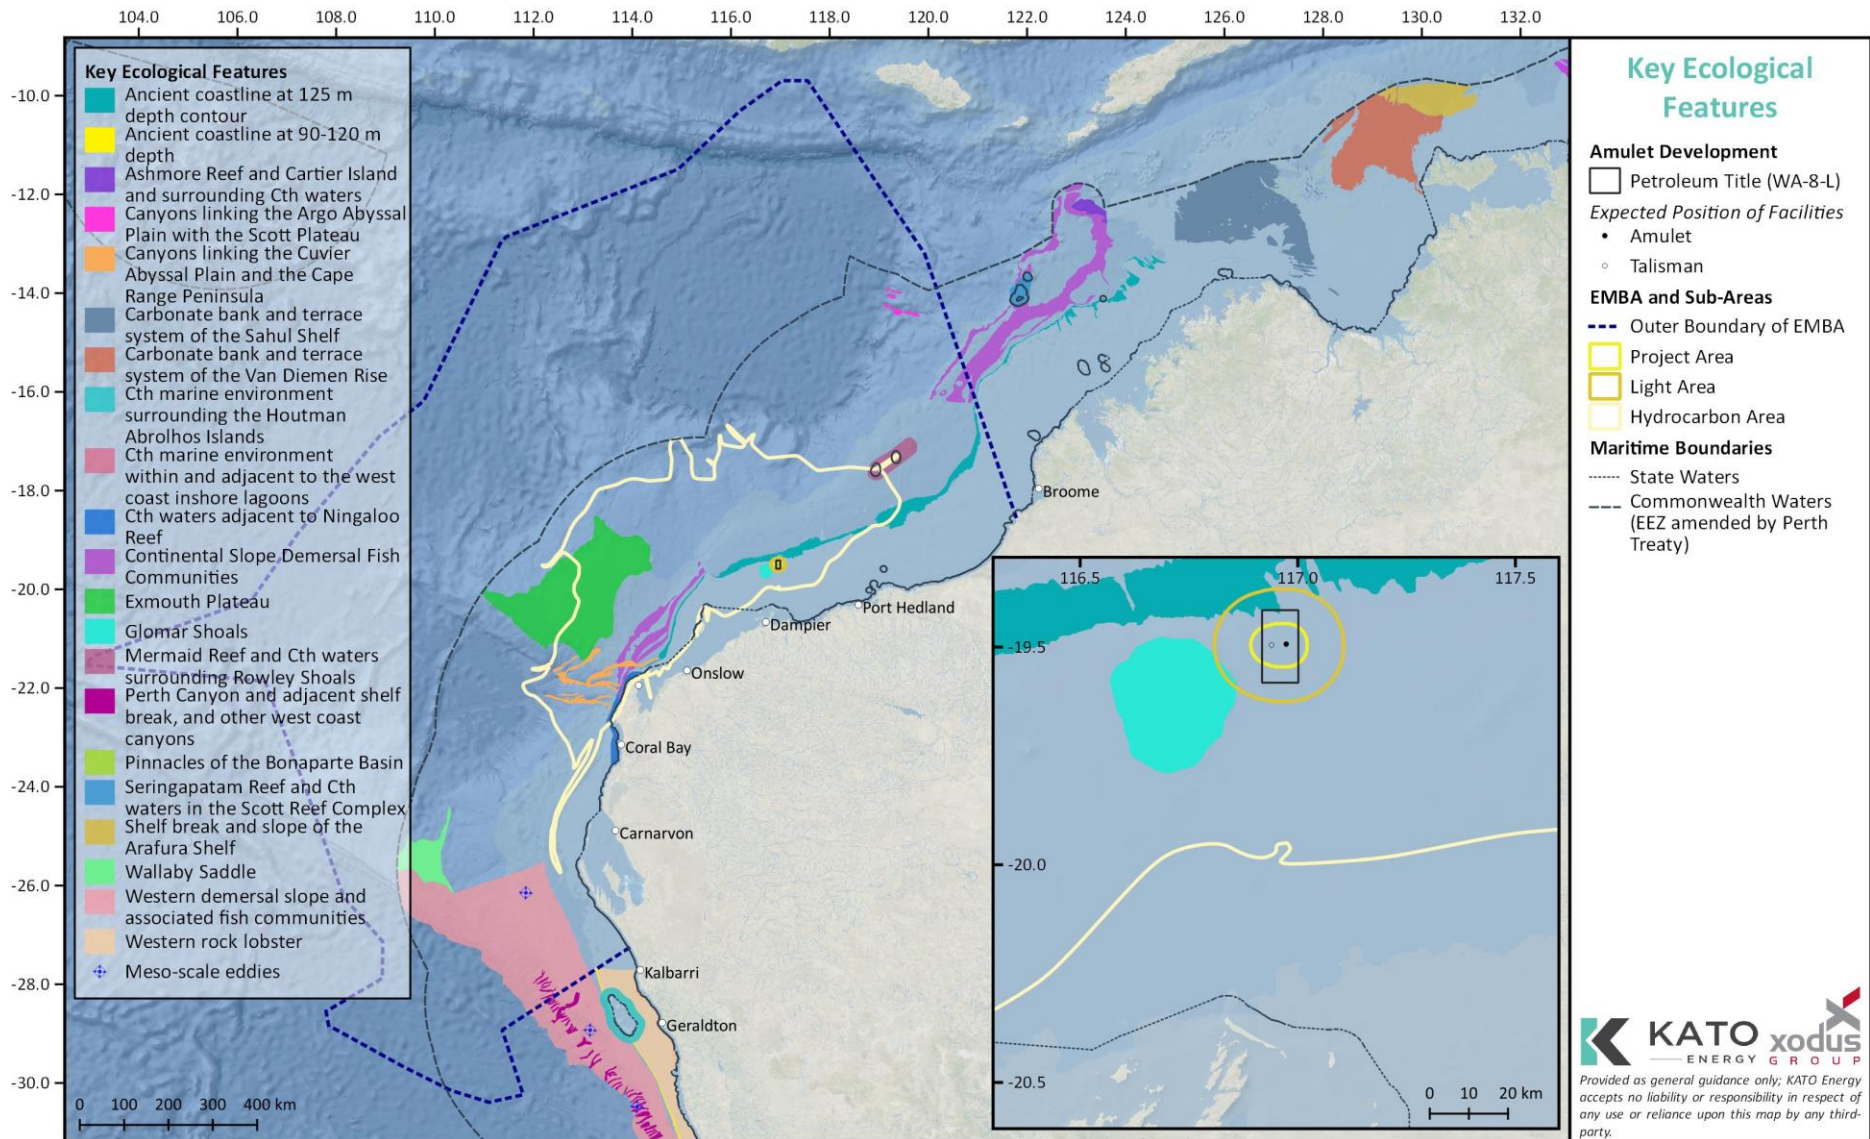 104.0 106.0 108.0 110.0 112.0 114.0 116.0 118.0 120.0 122.0 124.0 126.0 128.0 130.0 132.0
-10.0
-12.0
-14.0
-16.0
-18.0
-20.0
-22.0
-24.0
-26.0
-28.0
-30.0
Key Ecological Features
Ancient coastline at 125 m
depth contour
Ancient coastline at 90-120 m
depth
Ashmore Reef and Cartier Island
and surrounding Cth waters
Canyons linking the Argo Abyssal
Plain with the Scott Plateau
Canyons linking the Cuvier
Abyssal Plain and the Cape
Range Peninsula
Carbonate bank and terrace
system of the Sahul Shelf
Carbonate bank and terrace
system of the Van Diemen Rise
Cth marine environment
surrounding the Houtman
Abrolhos Islands
Cth marine environment
within and adjacent to the west
coast inshore lagoons
Cth waters adjacent to Ningaloo
Reef
Continental Slope Demersal Fish
Communities
Exmouth Plateau
Glomar Shoals
Mermaid Reef and Cth waters
surrounding Rowley Shoals
Perth Canyon and adjacent shelf
break, and other west coast
canyons
Pinnacles of the Bonaparte Basin
Seringapatam Reef and Cth
waters in the Scott Reef Complex
Shelf break and slope of the
Arafura Shelf
Wallaby Saddle
Western demersal slope and
associated fish communities
Western rock lobster
Meso-scale eddies
0 100 200 300 400 km
Broome
Port Hedland
Dampier
Onslow
Coral Bay
Carnarvon
Kalbarri
Geraldton
116.5 117.0 117.5
-19.5
-20.0
-20.5
0 10 20 km
Key Ecological
Features
Amulet Development
Petroleum Title (WA-8-L)
Expected Position of Facilities
Amulet
Talisman
EMBA and Sub-Areas
Outer Boundary of EMBA
Project Area
Light Area
Hydrocarbon Area
Maritime Boundaries
State Waters
Commonwealth Waters
(EEZ amended by Perth
Treaty)
KATO
ENERGY
xodus
GROUP
Provided as general guidance only; KATO Energy
accepts no liability or responsibility in respect of
any use or reliance upon this map by any third-
party.